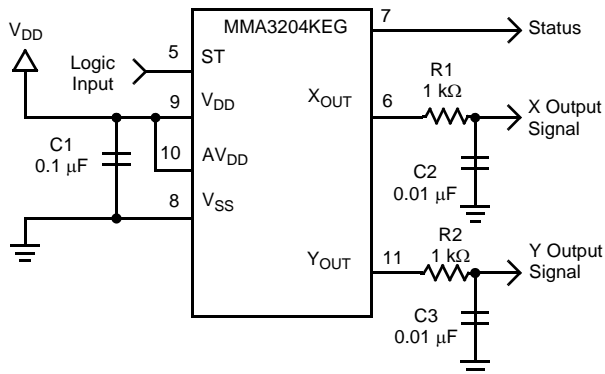 MMA3204KEG
7
Status
V_DD
5
ST
Logic
Input
R1
1 kΩ
9
V_DD
X_OUT
6
X Output
Signal
C1
0.1 μF
10
AV_DD
C2
0.01 μF
8
V_SS
R2
1 kΩ
Y_OUT
11
Y Output
Signal
C3
0.01 μF